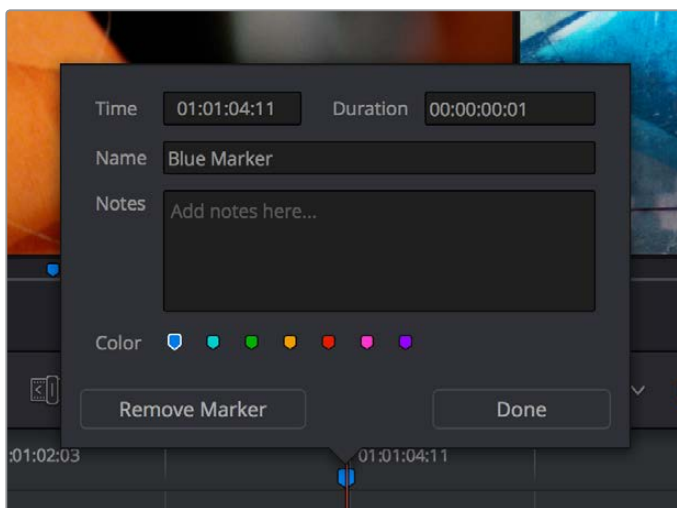 Time 01:01:04:11 Duration 00:00:00:01
Name Blue Marker
Notes Add notes here...
Color
Remove Marker Done
:01:02:03 01:01:04:11